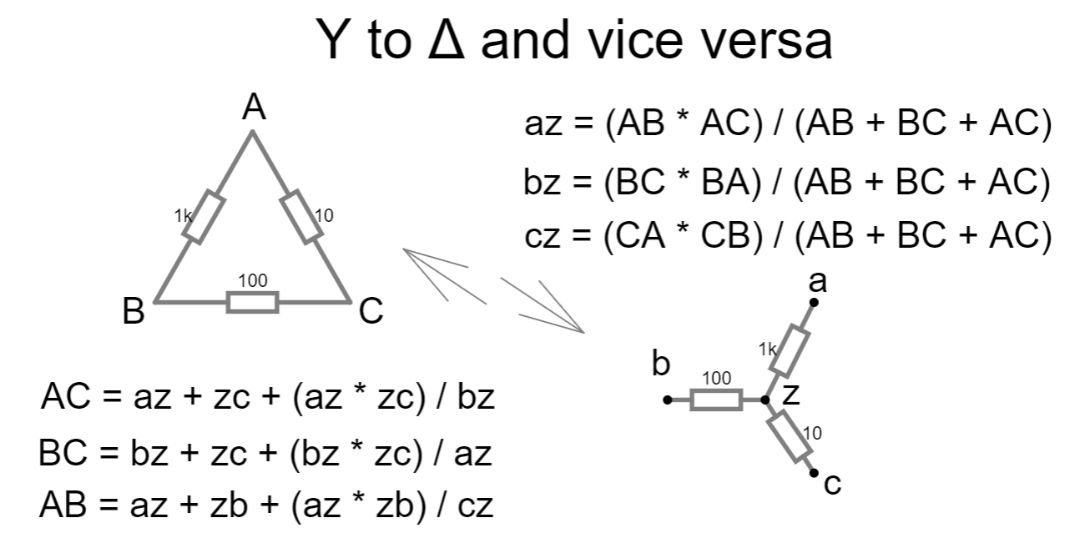 Y to Δ and vice versa
A
1k
10
100
B
C
az = (AB * AC) / (AB + BC + AC)
bz = (BC * BA) / (AB + BC + AC)
cz = (CA * CB) / (AB + BC + AC)
a
1k
b
100
z
10
c
AC = az + zc + (az * zc) / bz
BC = bz + zc + (bz * zc) / az
AB = az + zb + (az * zb) / cz